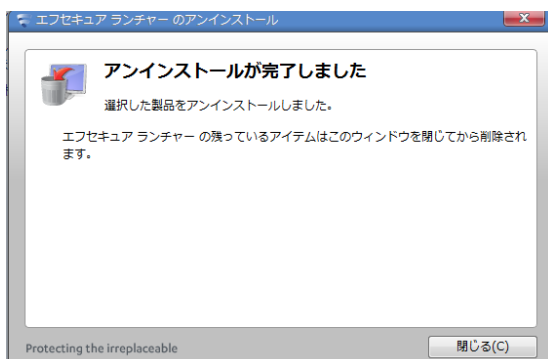 エフセキュア ランチャー のアンインストール
アンインストールが完了しました
選択した製品をアンインストールしました。
エフセキュア ランチャー の残っているアイテムはこのウィンドウを閉じてから削除され
ます。
Protecting the irreplaceable
閉じる(C)